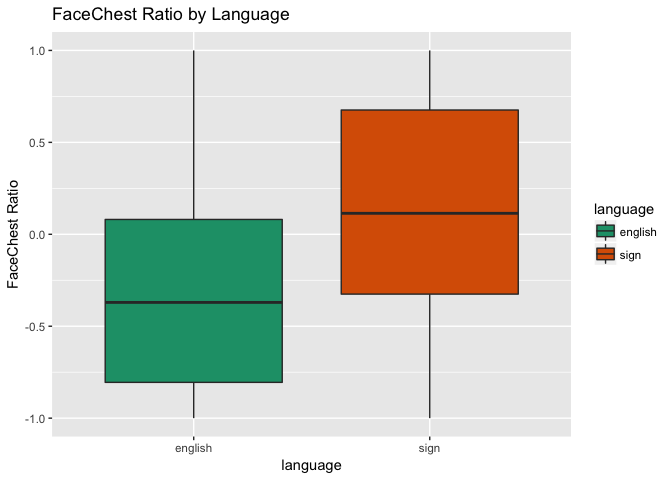 FaceChest Ratio by Language
FaceChest Ratio
1.0
0.5
0.0
-0.5
-1.0
english
sign
language
language
english
sign